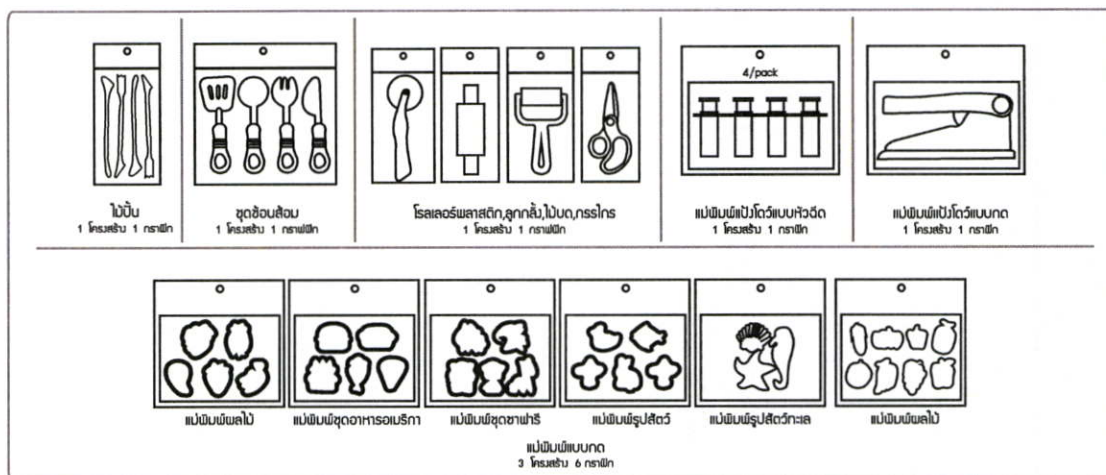 4/pack
ไม้ปั้น
1 โครงสร้าง 1 กราฟิก
ชุดช้อนส้อม
1 โครงสร้าง 1 กราฟฟิก
โรลเลอร์พลาสติก,ลูกกลิ้ง,ไม้บด,กรรไกร
1 โครงสร้าง 1 กราฟฟิก
แม่พิมพ์แป้งโดว์แบบหัวฉีด
1 โครงสร้าง 1 กราฟิก
แม่พิมพ์แป้งโดว์แบบกด
1 โครงสร้าง 1 กราฟิก
แม่พิมพ์ผลไม้
แม่พิมพ์ชุดอาหารอเมริกา
แม่พิมพ์ชุดซาฟารี
แม่พิมพ์รูปสัตว์
แม่พิมพ์รูปสัตว์ทะเล
แม่พิมพ์ผลไม้
แม่พิมพ์แบบกด
3 โครงสร้าง 6 กราฟิก